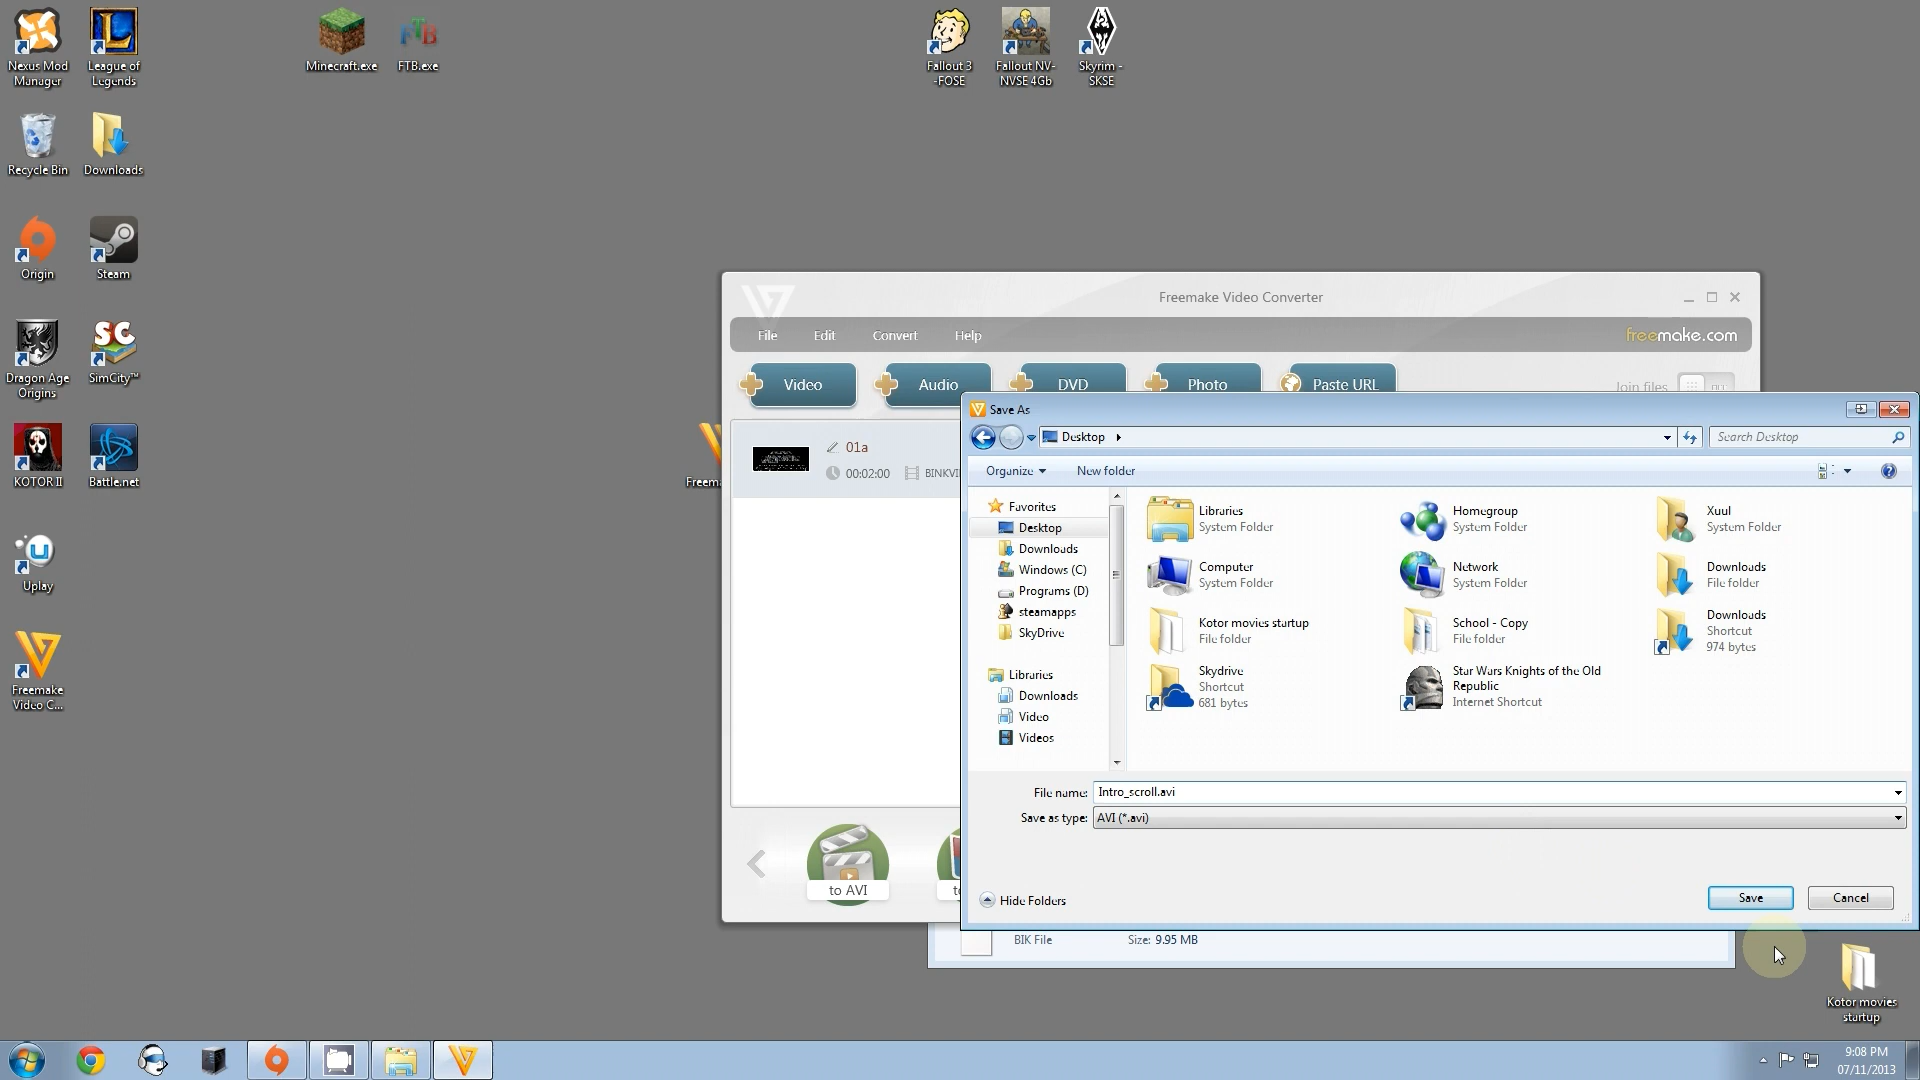 Nexus Mod
Manager
League of
Legends
Minecraft.exe
FTB.exe
Fallout 3
-FOSE
Fallout NV-
NVSE 4Gb
Skyrim -
SKSE
Recycle Bin
Downloads
Origin
Steam
Dragon Age
Origins
SimCity™
KOTOR II
Battle.net
Uplay
Freemake
Video C...
Freemake Video Converter
File
Edit
Convert
Help
freemake.com
Video
Audio
DVD
Photo
Paste URL
Join files
OFF
01a
00:02:00
to AVI
Save As
Desktop
Search Desktop
Organize
New folder
Favorites
Desktop
Downloads
Windows (C)
Programs (D)
steamapps
SkyDrive
Libraries
Downloads
Video
Videos
Libraries
System Folder
Homegroup
System Folder
Xuul
System Folder
Computer
System Folder
Network
System Folder
Downloads
File folder
Kotor movies startup
File folder
School - Copy
File folder
Downloads
Shortcut
974 bytes
Skydrive
Shortcut
681 bytes
Star Wars Knights of the Old
Republic
Internet Shortcut
File name: Intro_scroll.avi
Save as type: AVI (*.avi)
Hide Folders
Save
Cancel
BIK File
Size: 9.95 MB
Kotor movies
startup
9:08 PM
07/11/2013